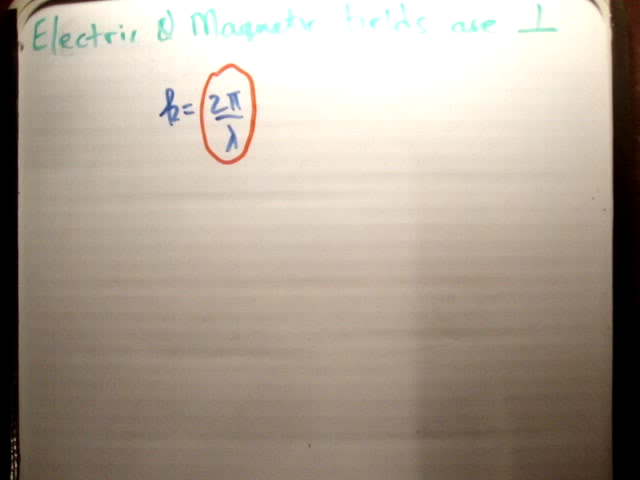 Electric & Magnetic fields are ⊥
k = 2π/λ